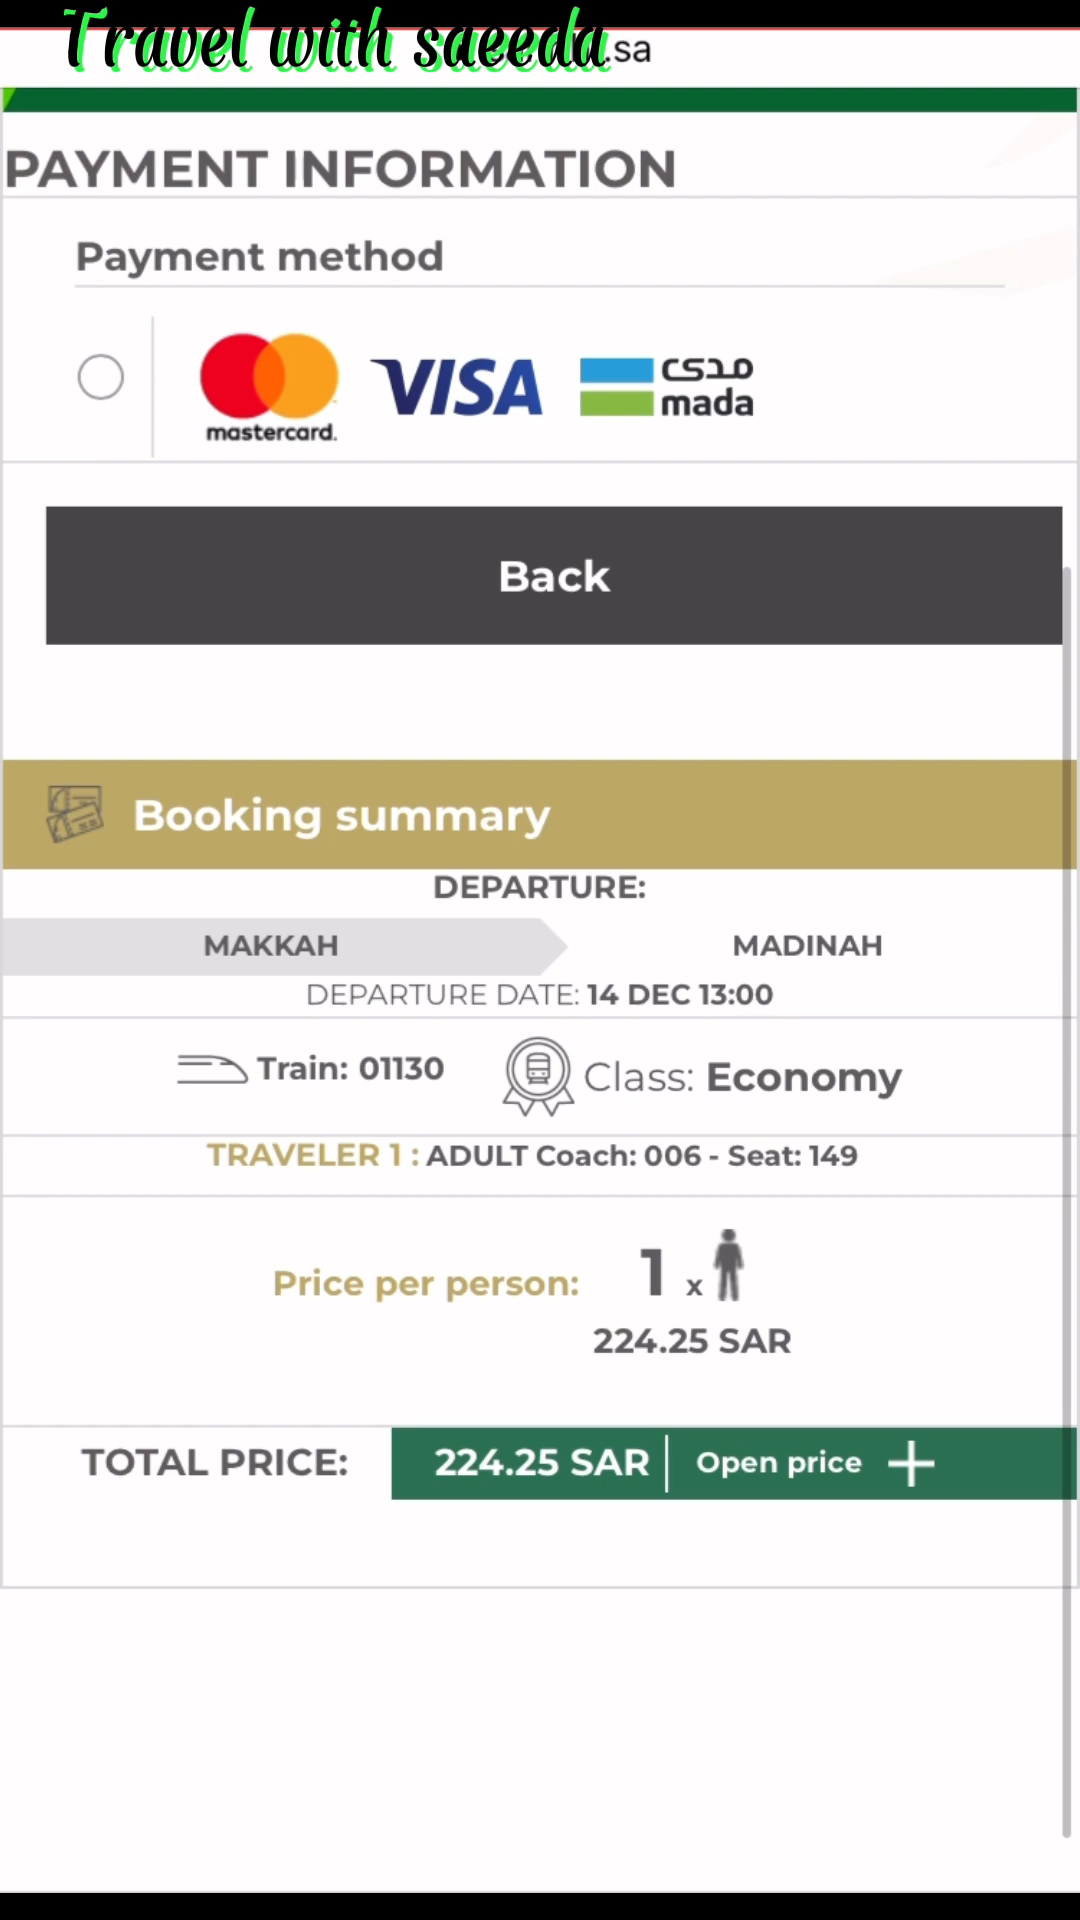 Travel with saeeda
.sa
PAYMENT INFORMATION
Payment method
mastercard.
VISA
مدى
mada
Back
Booking summary
DEPARTURE:
MAKKAH
MADINAH
DEPARTURE DATE: 14 DEC 13:00
Train: 01130
Class: Economy
TRAVELER 1 : ADULT Coach: 006 - Seat: 149
Price per person: 1 x
224.25 SAR
TOTAL PRICE: 224.25 SAR Open price +